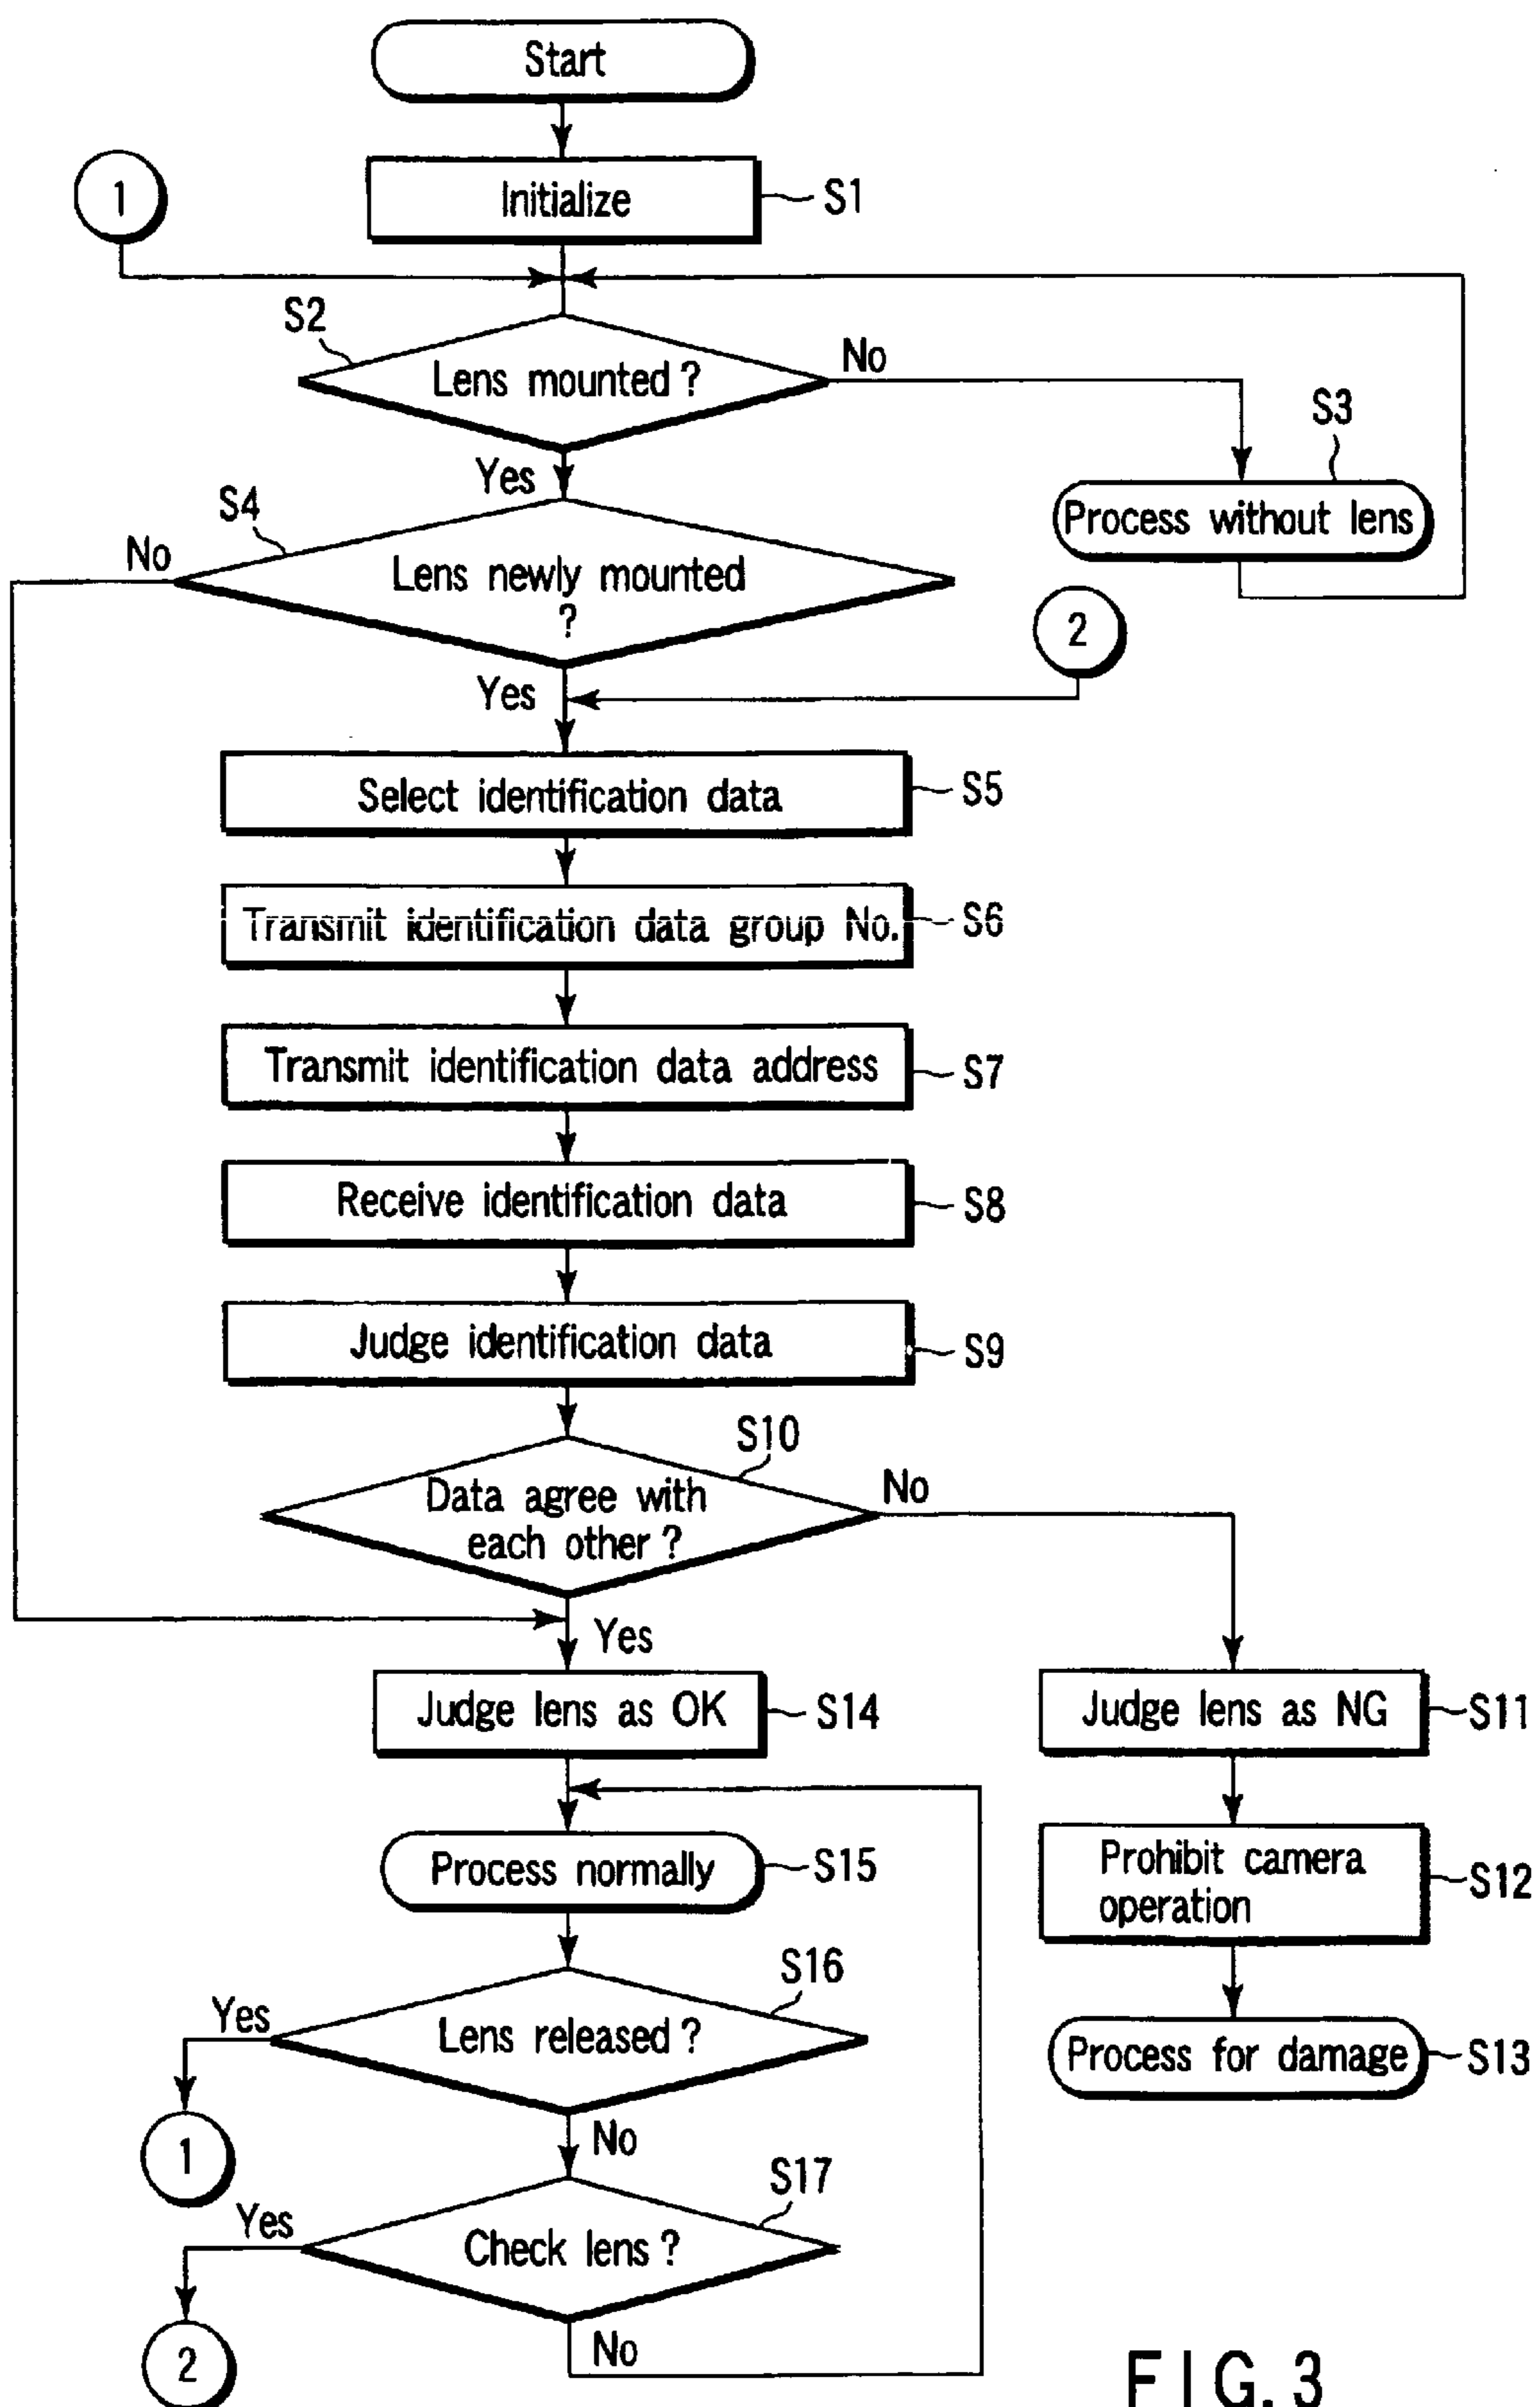 Start
1
Initialize
S1
S2
Lens mounted ?
No
S3
Yes
Process without lens
S4
No
Lens newly mounted
?
2
Yes
Select identification data
S5
Transmit identification data group No.
S6
Transmit identification data address
S7
Receive identification data
S8
Judge identification data
S9
S10
Data agree with
each other ?
No
Yes
Judge lens as OK
S14
Judge lens as NG
S11
Process normally
S15
Prohibit camera
operation
S12
S16
Yes
Lens released ?
Process for damage
S13
1
No
S17
Yes
Check lens ?
2
No
FIG. 3